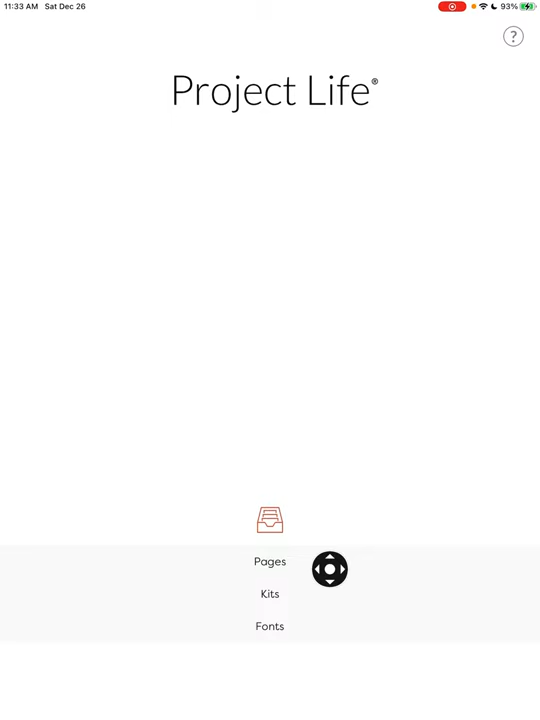 11:33 AM Sat Dec 26
93%
?
Project Life®
Pages
Kits
Fonts